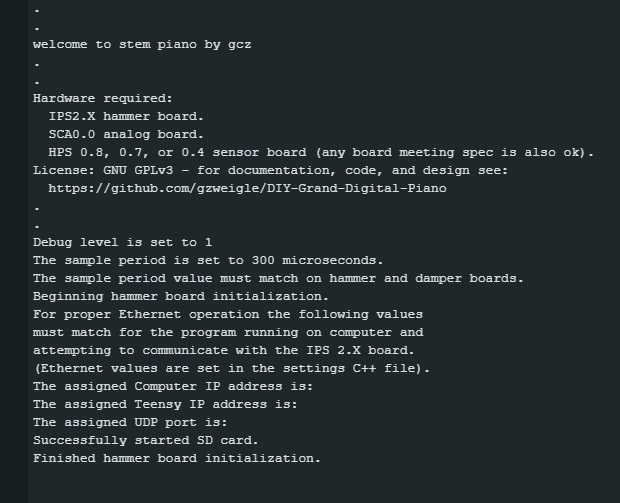 .
.
welcome to stem piano by gcz
.
.
Hardware required:
IPS2.X hammer board.
SCA0.0 analog board.
HPS 0.8, 0.7, or 0.4 sensor board (any board meeting spec is also ok).
License: GNU GPLv3 - for documentation, code, and design see:
https://github.com/gzweigle/DIY-Grand-Digital-Piano
.
.
Debug level is set to 1
The sample period is set to 300 microseconds.
The sample period value must match on hammer and damper boards.
Beginning hammer board initialization.
For proper Ethernet operation the following values
must match for the program running on computer and
attempting to communicate with the IPS 2.X board.
(Ethernet values are set in the settings C++ file).
The assigned Computer IP address is:
The assigned Teensy IP address is:
The assigned UDP port is:
Successfully started SD card.
Finished hammer board initialization.